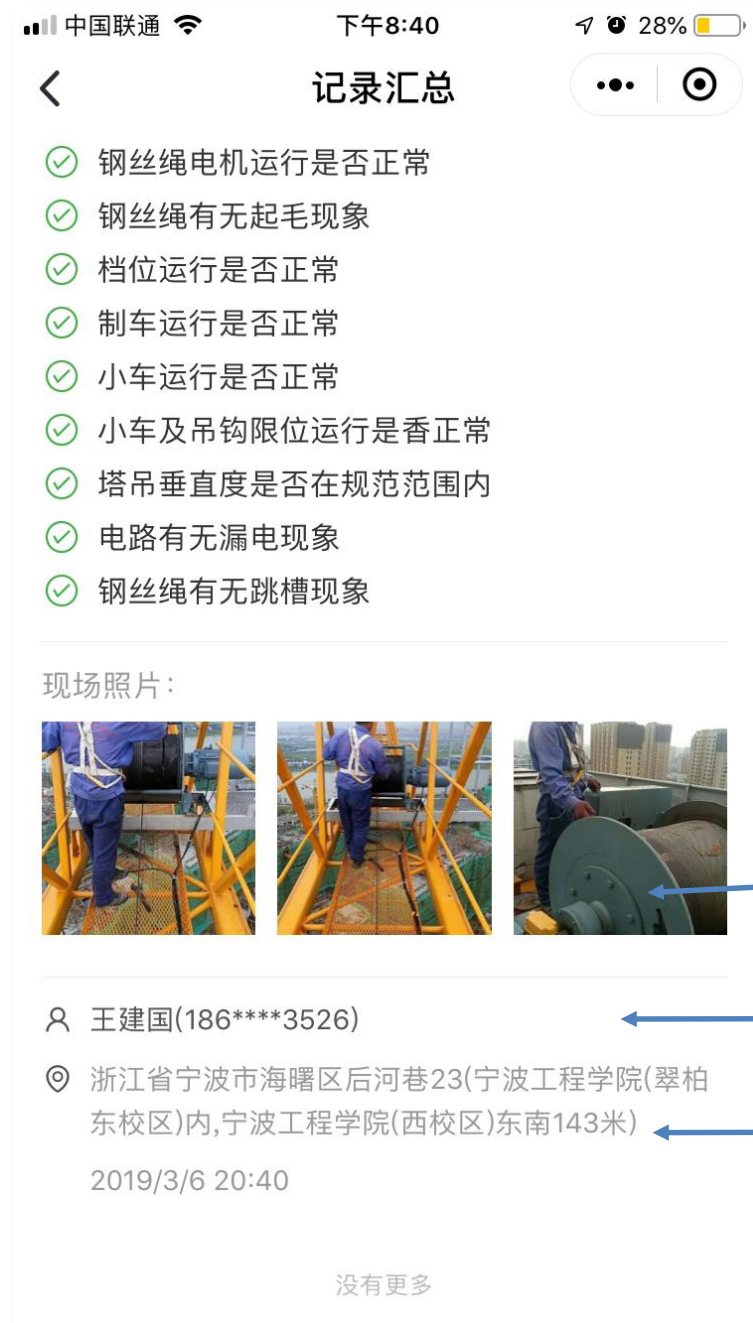 中国联通 下午8:40 28%
记录汇总
钢丝绳电机运行是否正常
钢丝绳有无起毛现象
档位运行是否正常
制车运行是否正常
小车运行是否正常
小车及吊钩限位运行是香正常
塔吊垂直度是否在规范范围内
电路有无漏电现象
钢丝绳有无跳槽现象
现场照片:
王建国(186****3526)
浙江省宁波市海曙区后河巷23(宁波工程学院(翠柏
东校区)内,宁波工程学院(西校区)东南143米)
2019/3/6 20:40
没有更多